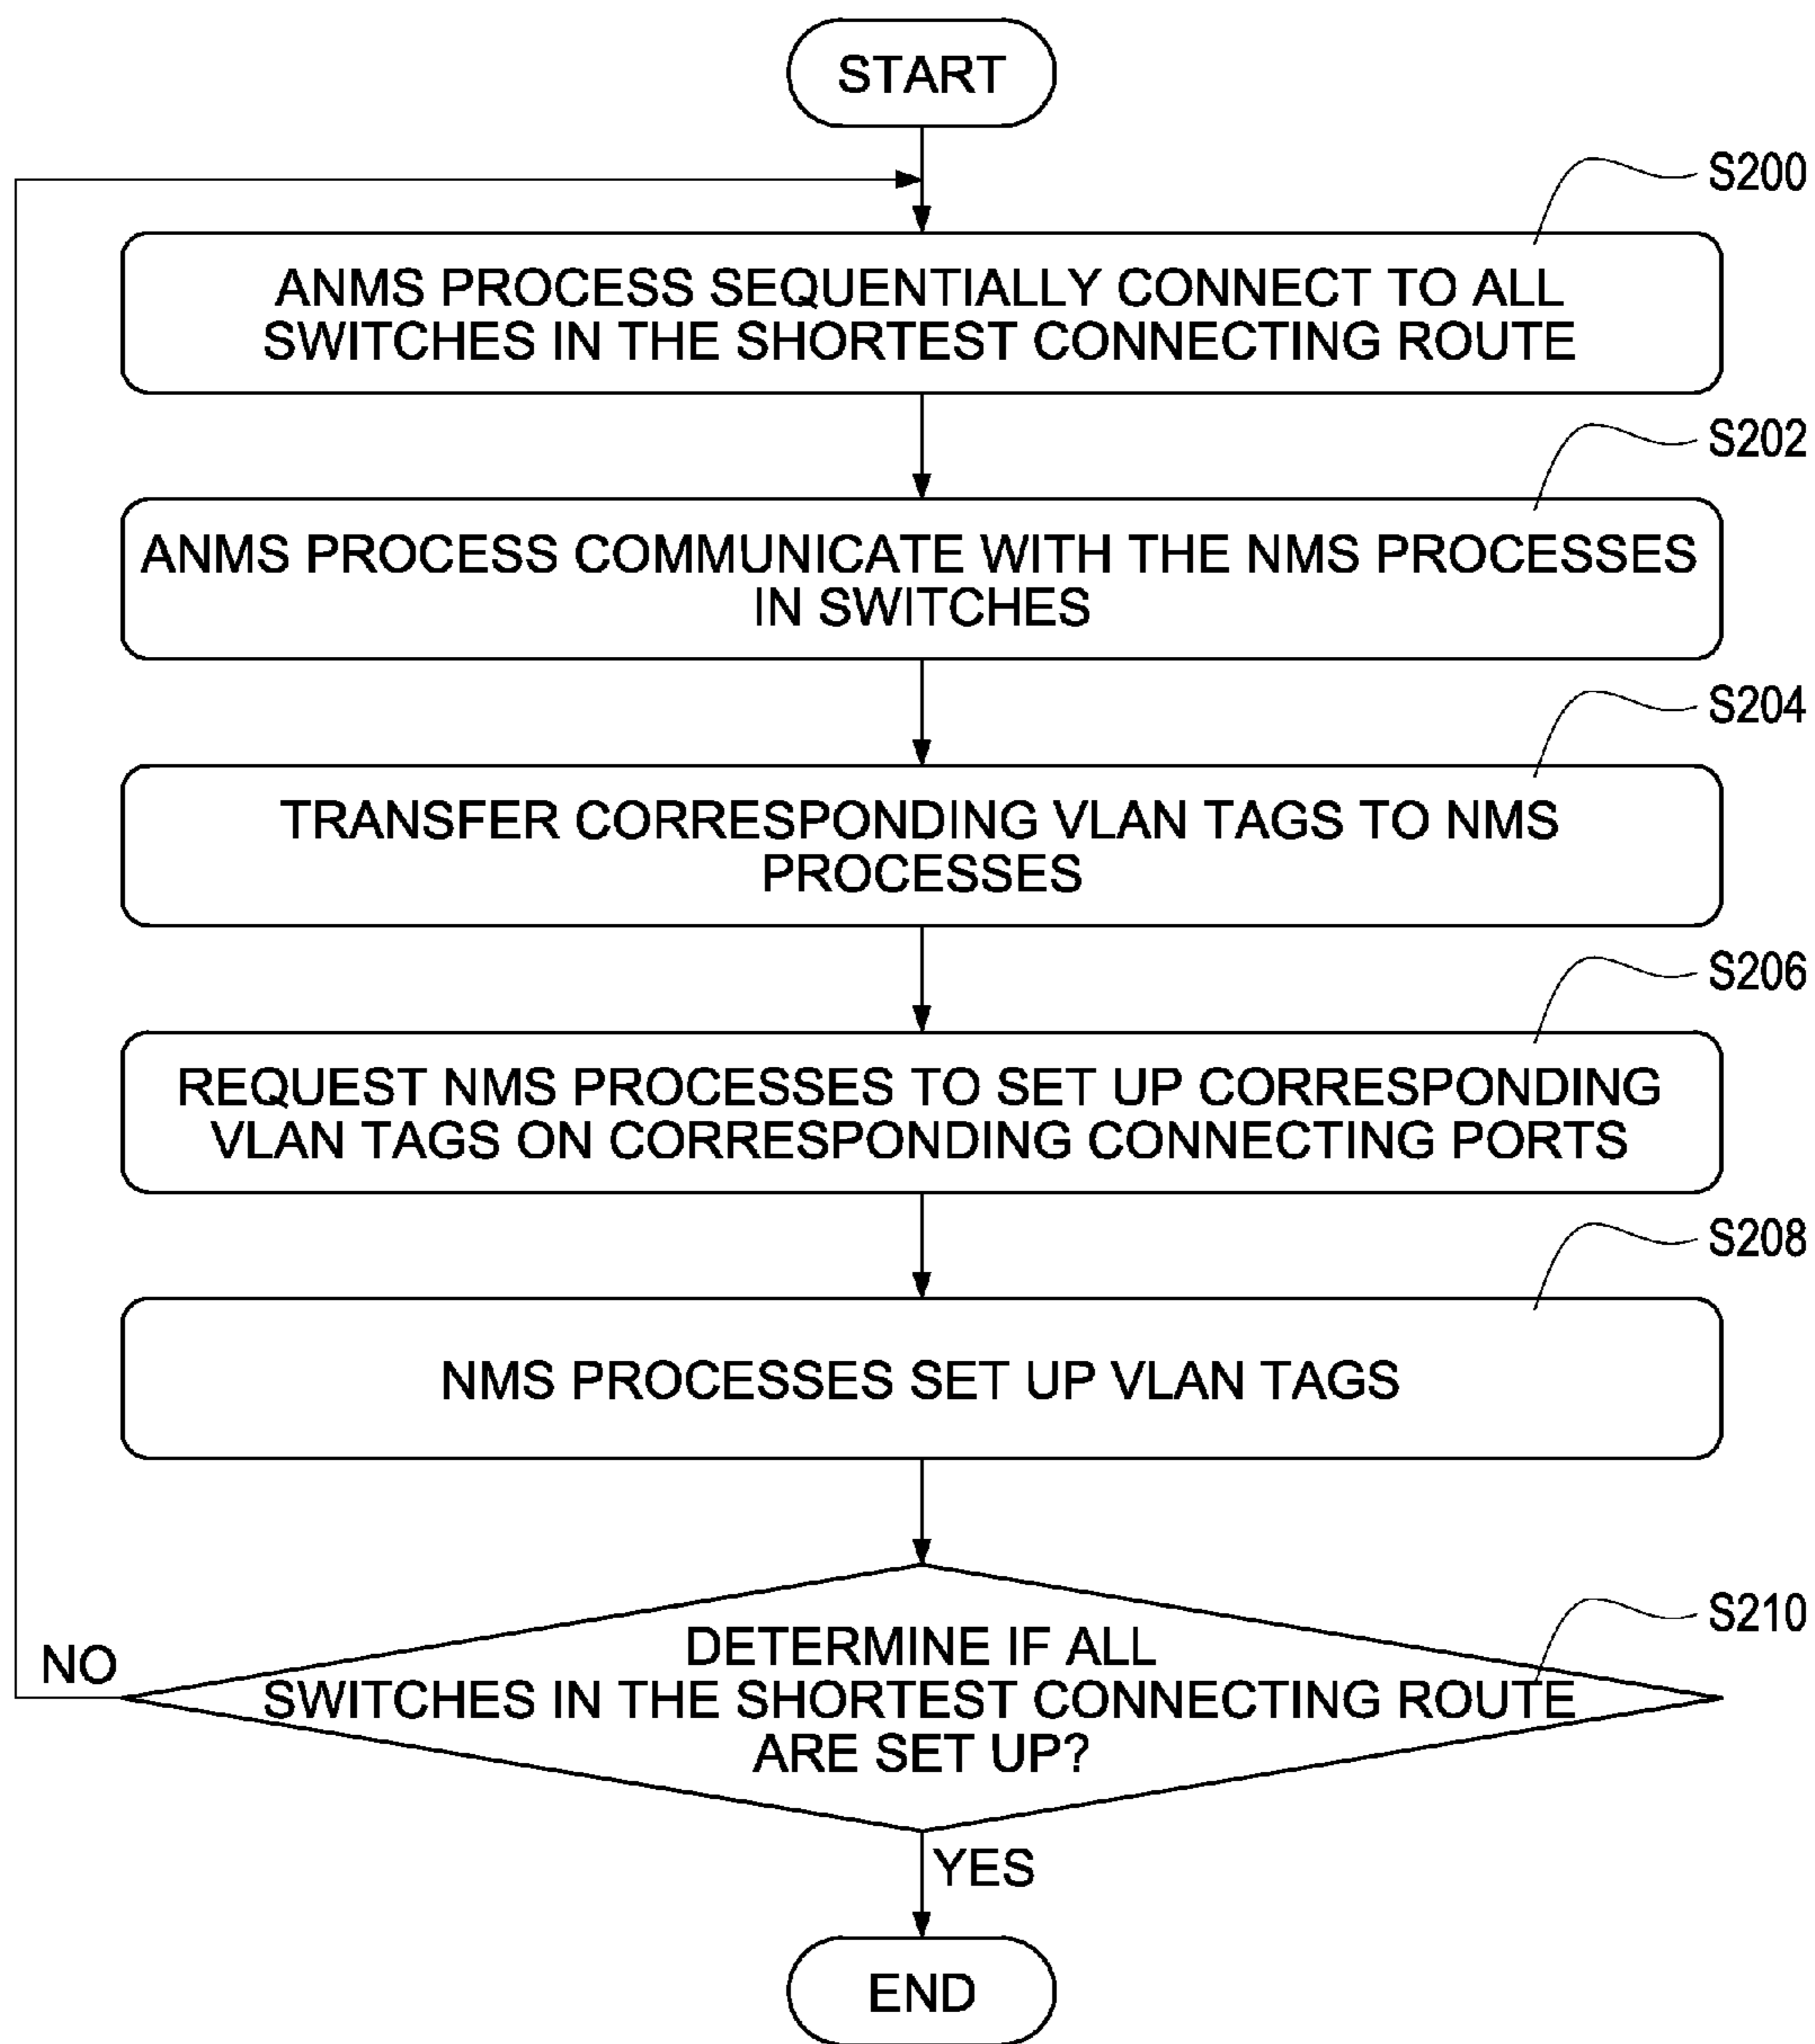 START
S200
ANMS PROCESS SEQUENTIALLY CONNECT TO ALL
SWITCHES IN THE SHORTEST CONNECTING ROUTE
S202
ANMS PROCESS COMMUNICATE WITH THE NMS PROCESSES
IN SWITCHES
S204
TRANSFER CORRESPONDING VLAN TAGS TO NMS
PROCESSES
S206
REQUEST NMS PROCESSES TO SET UP CORRESPONDING
VLAN TAGS ON CORRESPONDING CONNECTING PORTS
S208
NMS PROCESSES SET UP VLAN TAGS
S210
NO
DETERMINE IF ALL
SWITCHES IN THE SHORTEST CONNECTING ROUTE
ARE SET UP?
YES
END